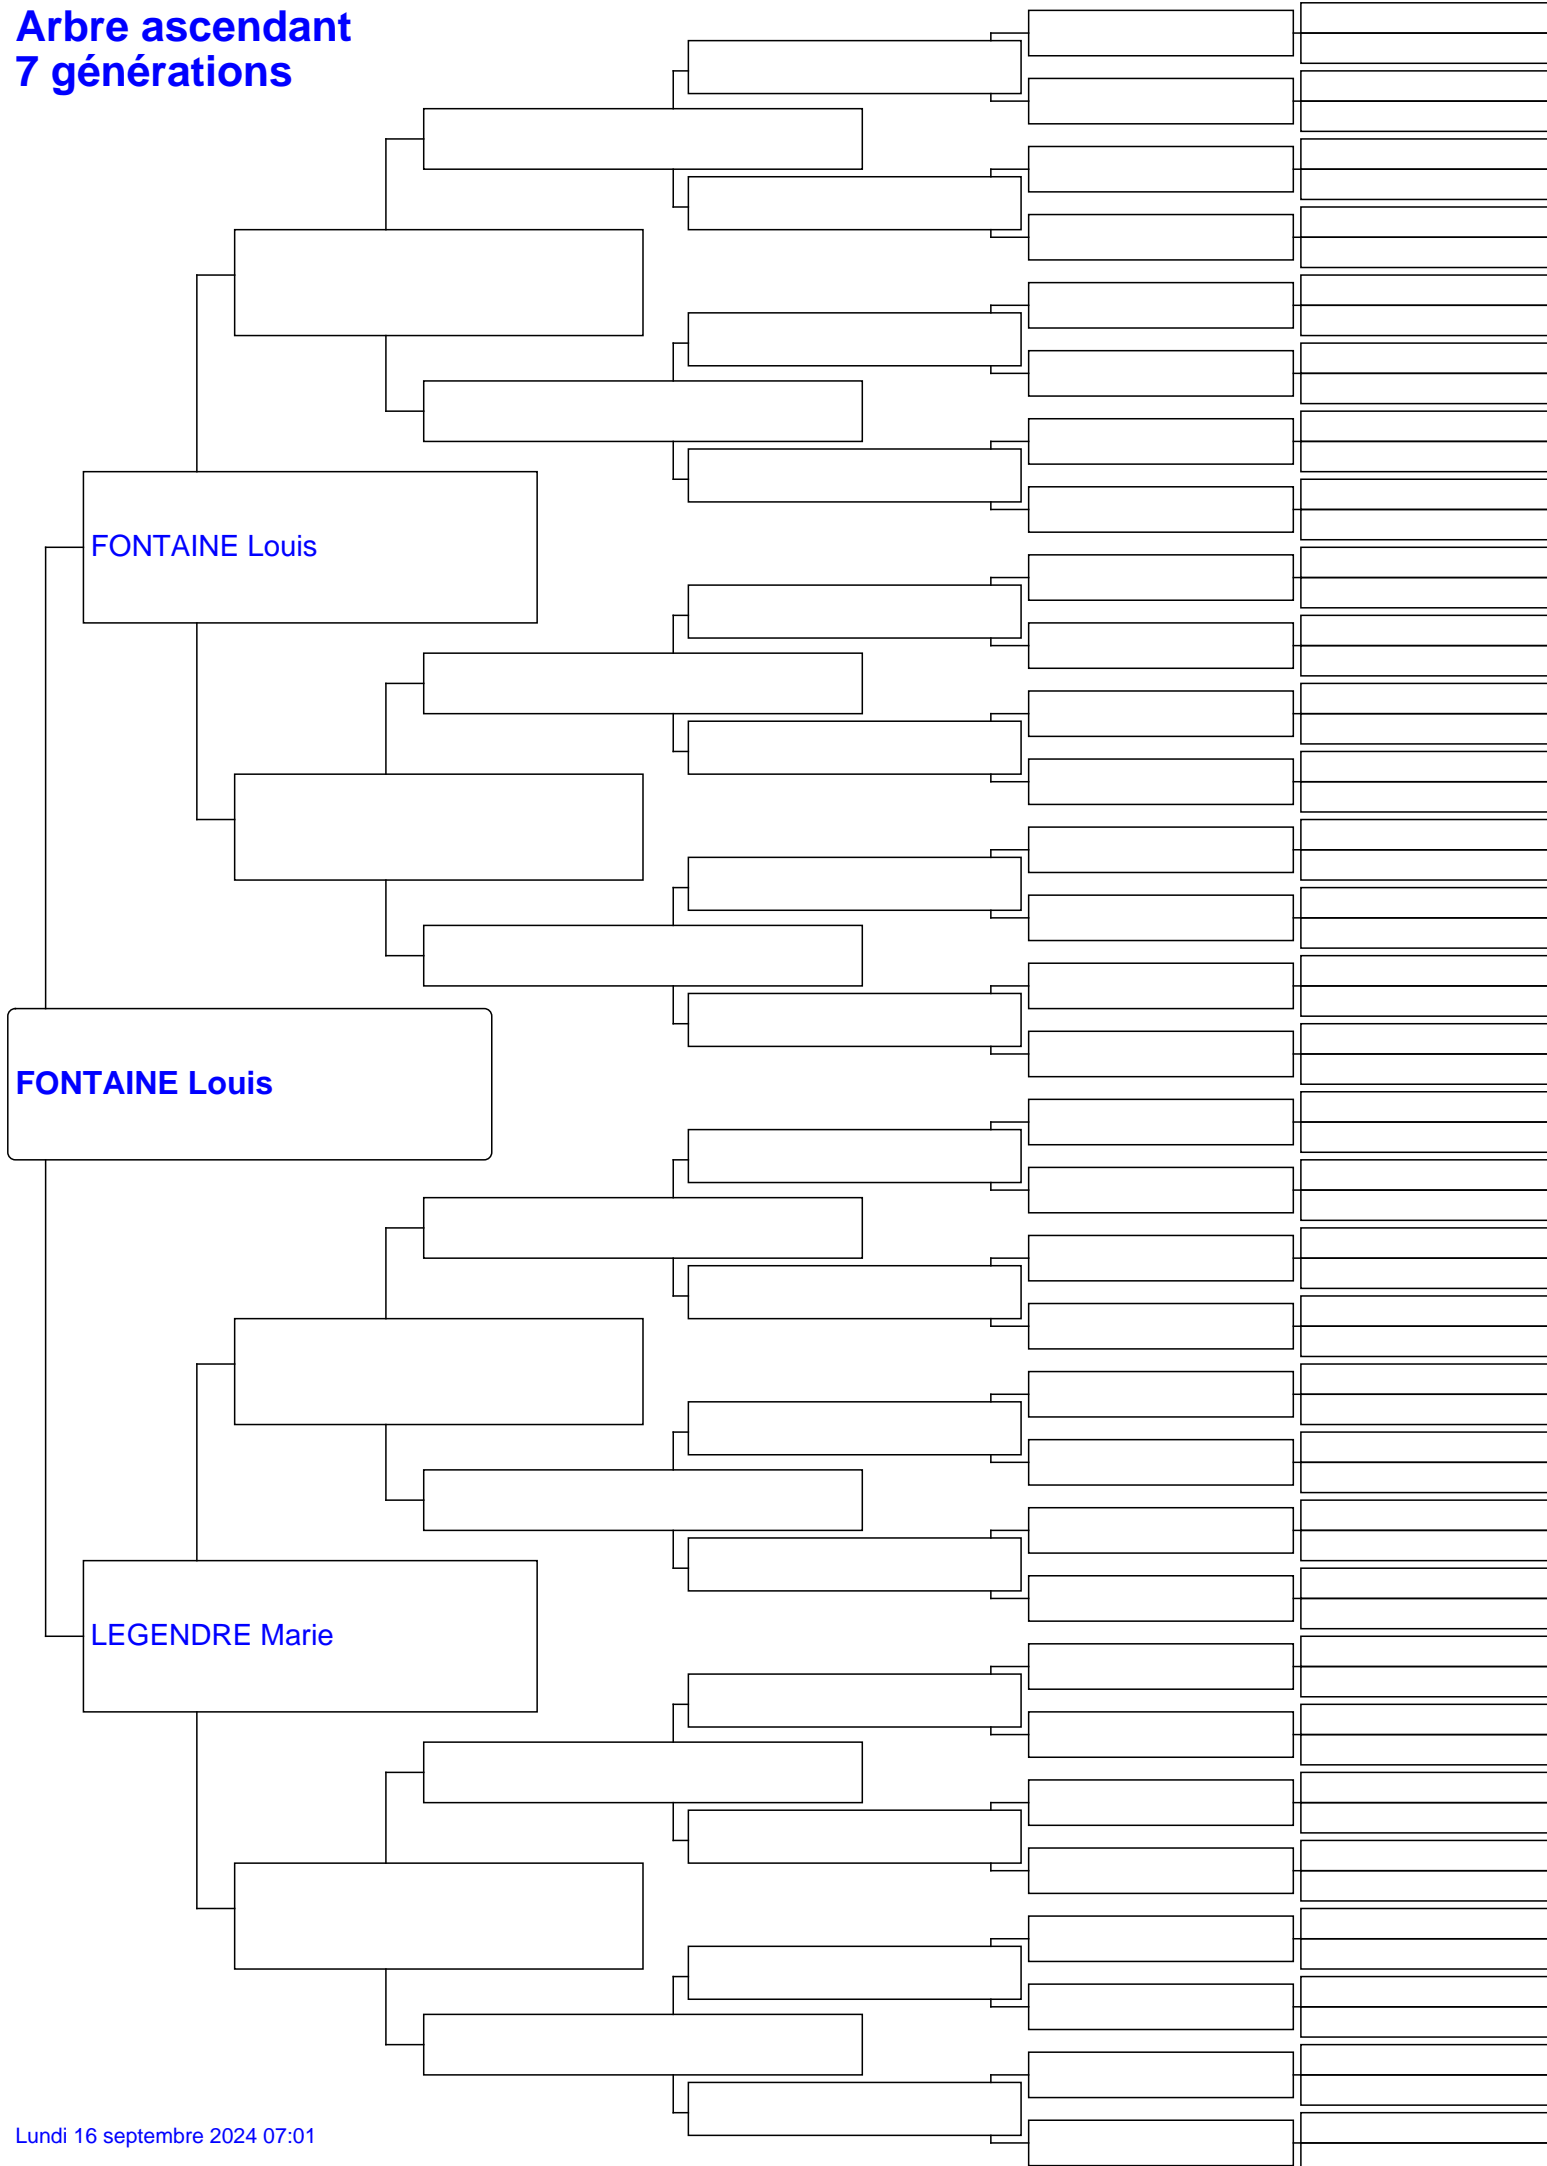 Arbre ascendant
7 générations
FONTAINE Louis
FONTAINE Louis
LEGENDRE Marie
Lundi 16 septembre 2024 07:01